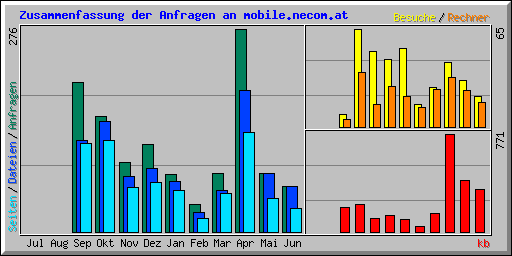 Zusammenfassung der Anfragen an mobile.necom.at
Besuche / Rechner
276
65
Seiten / Dateien / Anfragen
771
Jul Aug Sep Okt Nov Dez Jan Feb Mar Apr Mai Jun
kb